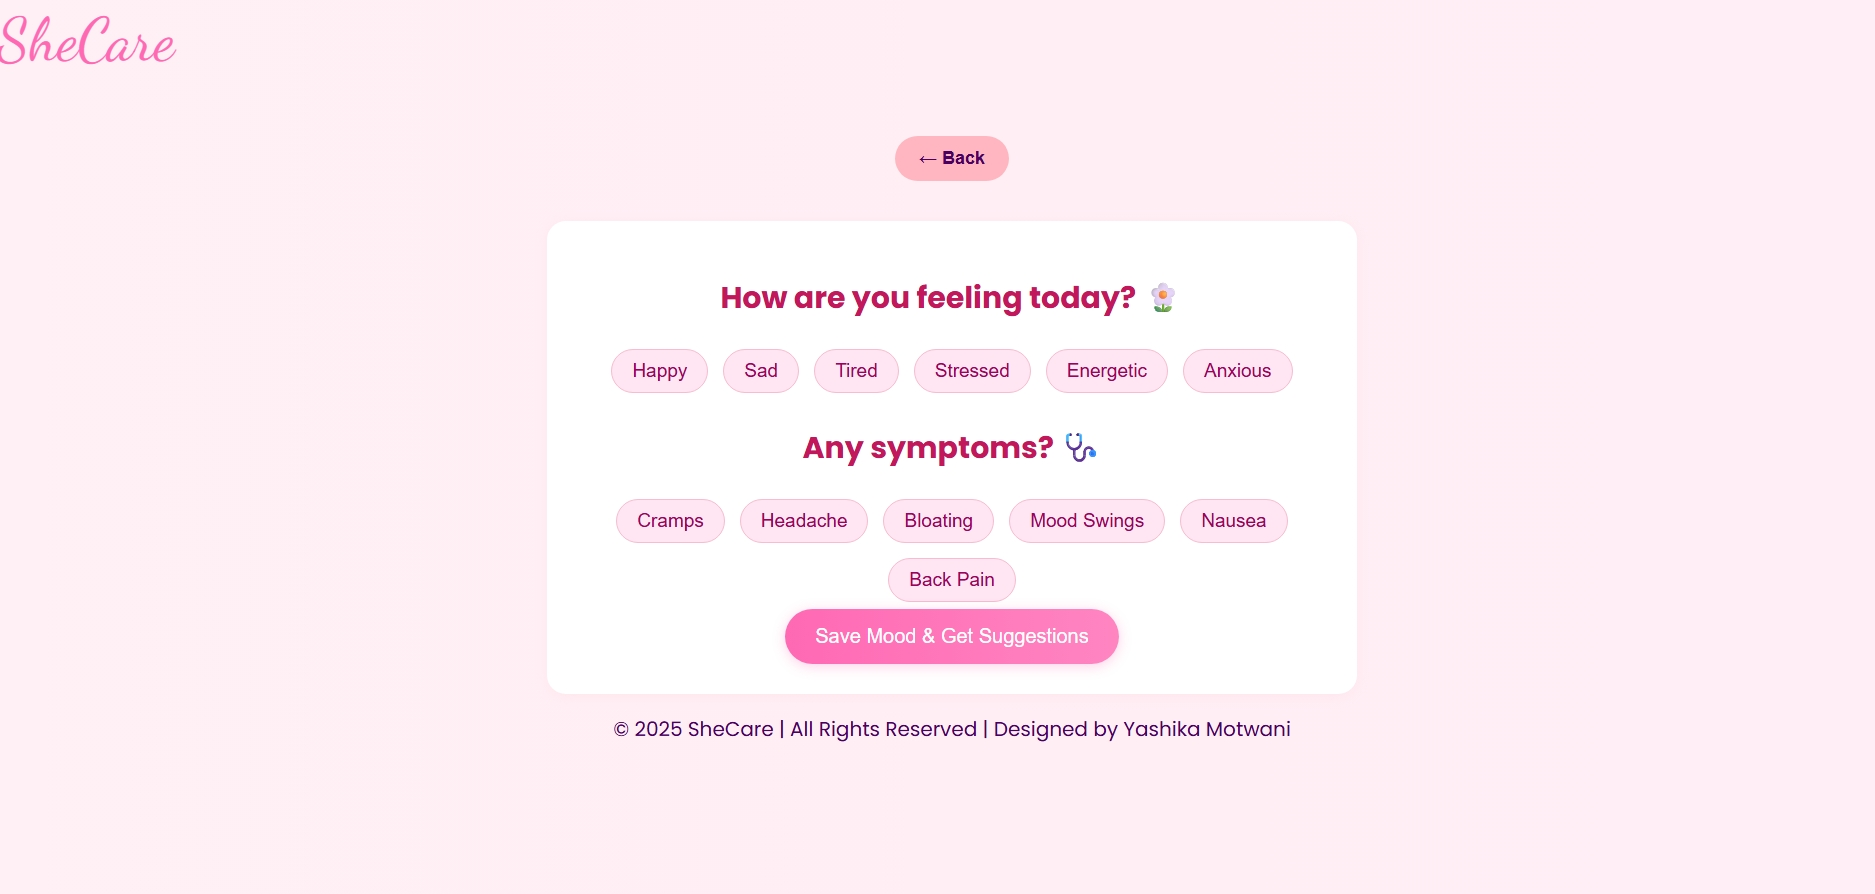 SheCare
← Back
How are you feeling today? 🌼
Happy Sad Tired Stressed Energetic Anxious
Any symptoms? 🩺
Cramps Headache Bloating Mood Swings Nausea
Back Pain
Save Mood & Get Suggestions
© 2025 SheCare | All Rights Reserved | Designed by Yashika Motwani